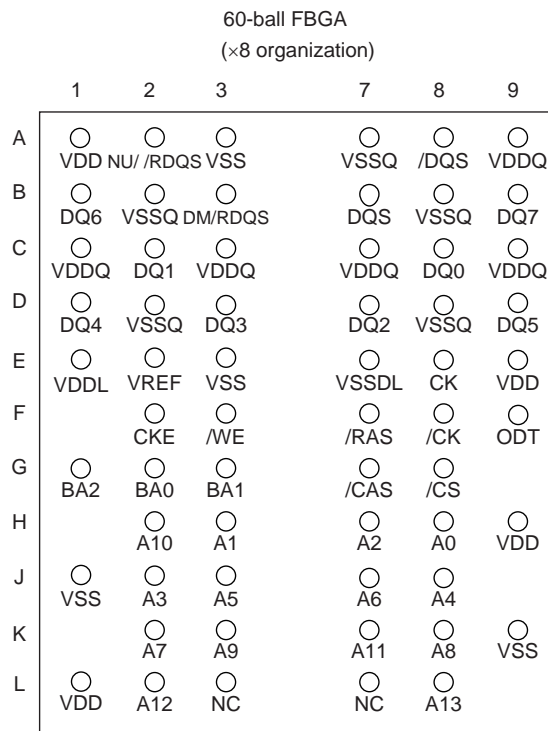 60-ball FBGA
(×8 organization)
1 2 3 7 8 9
A
VDD NU/ /RDQS VSS VSSQ /DQS VDDQ
B
DQ6 VSSQ DM/RDQS DQS VSSQ DQ7
C
VDDQ DQ1 VDDQ VDDQ DQ0 VDDQ
D
DQ4 VSSQ DQ3 DQ2 VSSQ DQ5
E
VDDL VREF VSS VSSDL CK VDD
F
CKE /WE /RAS /CK ODT
G
BA2 BA0 BA1 /CAS /CS
H
A10 A1 A2 A0 VDD
J
VSS A3 A5 A6 A4
K
A7 A9 A11 A8 VSS
L
VDD A12 NC NC A13